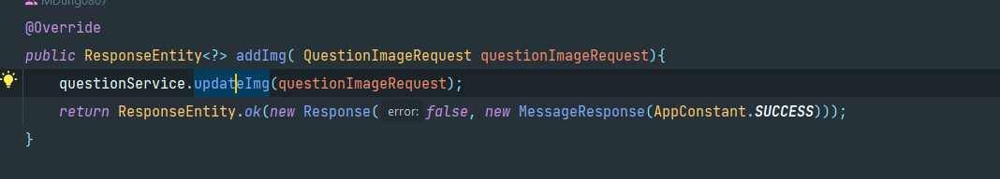 MDung0807
@Override
public ResponseEntity<?> addImg( QuestionImageRequest questionImageRequest){
questionService.updateImg(questionImageRequest);
return ResponseEntity.ok(new Response( error: false, new MessageResponse(AppConstant.SUCCESS)));
}